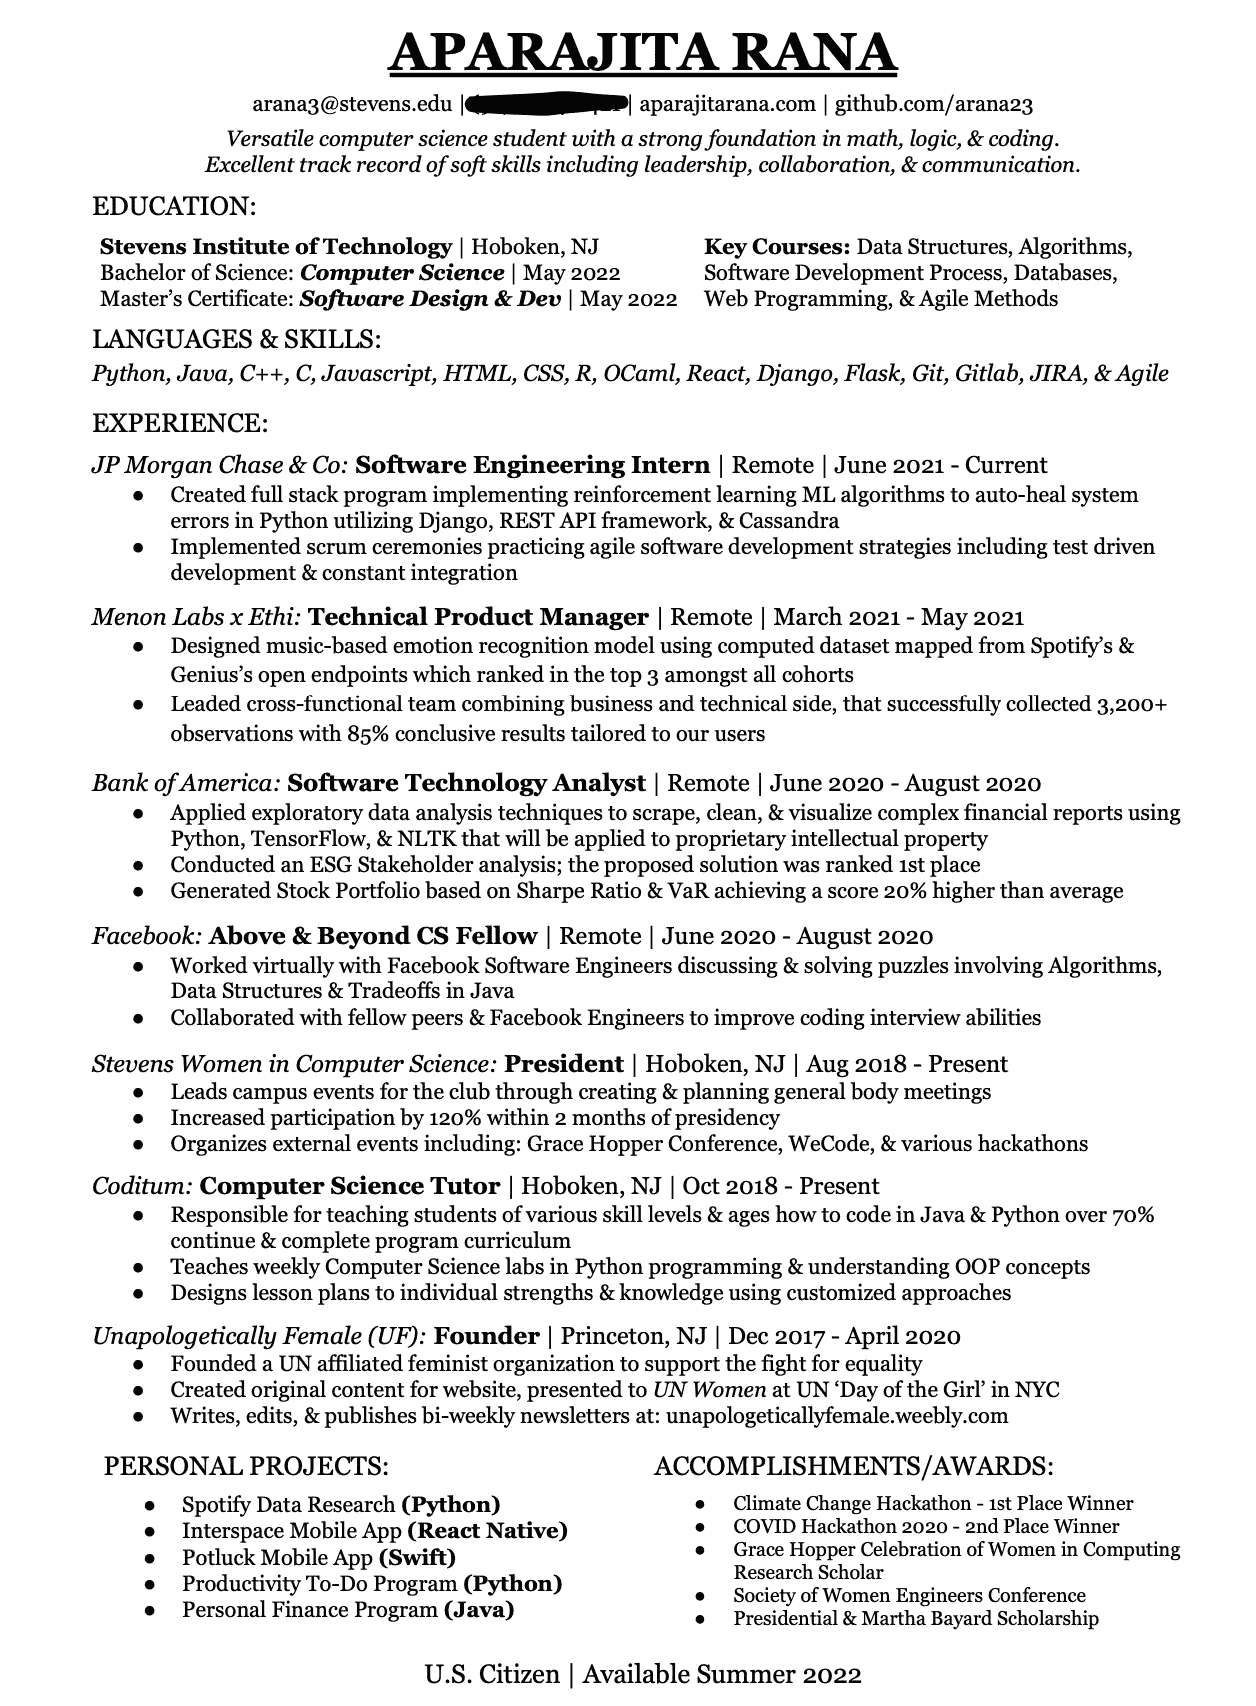 APARAJITA RANA
arana3@stevens.edu | | aparajitarana.com | github.com/arana23
Versatile computer science student with a strong foundation in math, logic, & coding.
Excellent track record of soft skills including leadership, collaboration, & communication.
EDUCATION:
Stevens Institute of Technology | Hoboken, NJ
Bachelor of Science: Computer Science | May 2022
Master's Certificate: Software Design & Dev | May 2022
Key Courses: Data Structures, Algorithms,
Software Development Process, Databases,
Web Programming, & Agile Methods
LANGUAGES & SKILLS:
Python, Java, C++, C, Javascript, HTML, CSS, R, OCaml, React, Django, Flask, Git, Gitlab, JIRA, & Agile
EXPERIENCE:
JP Morgan Chase & Co: Software Engineering Intern | Remote | June 2021 - Current
● Created full stack program implementing reinforcement learning ML algorithms to auto-heal system
errors in Python utilizing Django, REST API framework, & Cassandra
● Implemented scrum ceremonies practicing agile software development strategies including test driven
development & constant integration
Menon Labs x Ethi: Technical Product Manager | Remote | March 2021 - May 2021
● Designed music-based emotion recognition model using computed dataset mapped from Spotify's &
Genius's open endpoints which ranked in the top 3 amongst all cohorts
● Leaded cross-functional team combining business and technical side, that successfully collected 3,200+
observations with 85% conclusive results tailored to our users
Bank of America: Software Technology Analyst | Remote | June 2020 - August 2020
● Applied exploratory data analysis techniques to scrape, clean, & visualize complex financial reports using
Python, TensorFlow, & NLTK that will be applied to proprietary intellectual property
● Conducted an ESG Stakeholder analysis; the proposed solution was ranked 1st place
● Generated Stock Portfolio based on Sharpe Ratio & VaR achieving a score 20% higher than average
Facebook: Above & Beyond CS Fellow | Remote | June 2020 - August 2020
● Worked virtually with Facebook Software Engineers discussing & solving puzzles involving Algorithms,
Data Structures & Tradeoffs in Java
● Collaborated with fellow peers & Facebook Engineers to improve coding interview abilities
Stevens Women in Computer Science: President | Hoboken, NJ | Aug 2018 - Present
● Leads campus events for the club through creating & planning general body meetings
● Increased participation by 120% within 2 months of presidency
● Organizes external events including: Grace Hopper Conference, WeCode, & various hackathons
Coditum: Computer Science Tutor | Hoboken, NJ | Oct 2018 - Present
● Responsible for teaching students of various skill levels & ages how to code in Java & Python over 70%
continue & complete program curriculum
● Teaches weekly Computer Science labs in Python programming & understanding OOP concepts
● Designs lesson plans to individual strengths & knowledge using customized approaches
Unapologetically Female (UF): Founder | Princeton, NJ | Dec 2017 - April 2020
● Founded a UN affiliated feminist organization to support the fight for equality
● Created original content for website, presented to UN Women at UN 'Day of the Girl' in NYC
● Writes, edits, & publishes bi-weekly newsletters at: unapologeticallyfemale.weebly.com
PERSONAL PROJECTS:
● Spotify Data Research (Python)
● Interspace Mobile App (React Native)
● Potluck Mobile App (Swift)
● Productivity To-Do Program (Python)
● Personal Finance Program (Java)
ACCOMPLISHMENTS/AWARDS:
● Climate Change Hackathon - 1st Place Winner
● COVID Hackathon 2020 - 2nd Place Winner
● Grace Hopper Celebration of Women in Computing
Research Scholar
● Society of Women Engineers Conference
● Presidential & Martha Bayard Scholarship
U.S. Citizen | Available Summer 2022